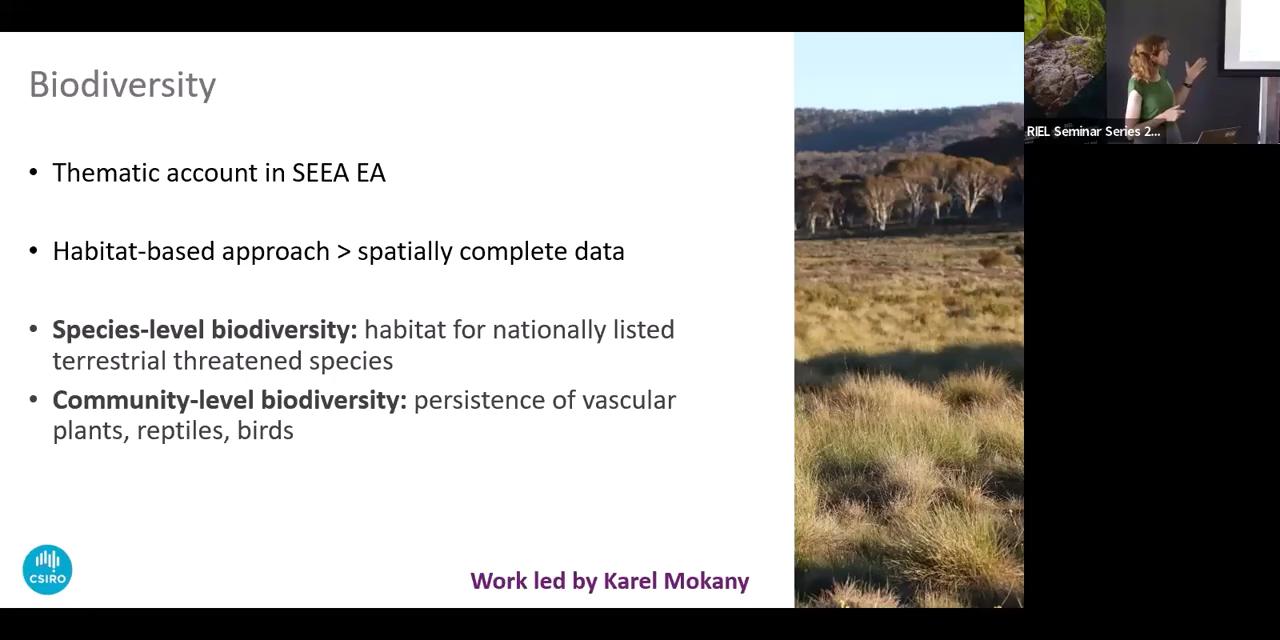 Biodiversity
• Thematic account in SEEA EA
• Habitat-based approach > spatially complete data
• Species-level biodiversity: habitat for nationally listed
terrestrial threatened species
• Community-level biodiversity: persistence of vascular
plants, reptiles, birds
CSIRO
Work led by Karel Mokany
RIEL Seminar Series 2...